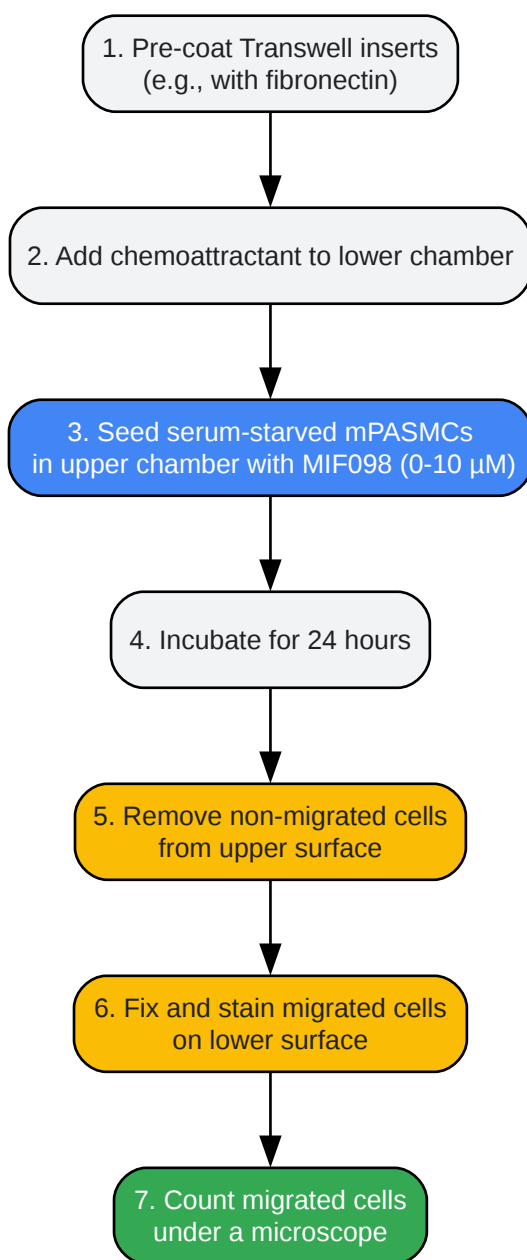 1. Pre-coat Transwell inserts
(e.g., with fibronectin)
2. Add chemoattractant to lower chamber
3. Seed serum-starved mPASMCs
in upper chamber with MIF098 (0-10 µM)
4. Incubate for 24 hours
5. Remove non-migrated cells
from upper surface
6. Fix and stain migrated cells
on lower surface
7. Count migrated cells
under a microscope